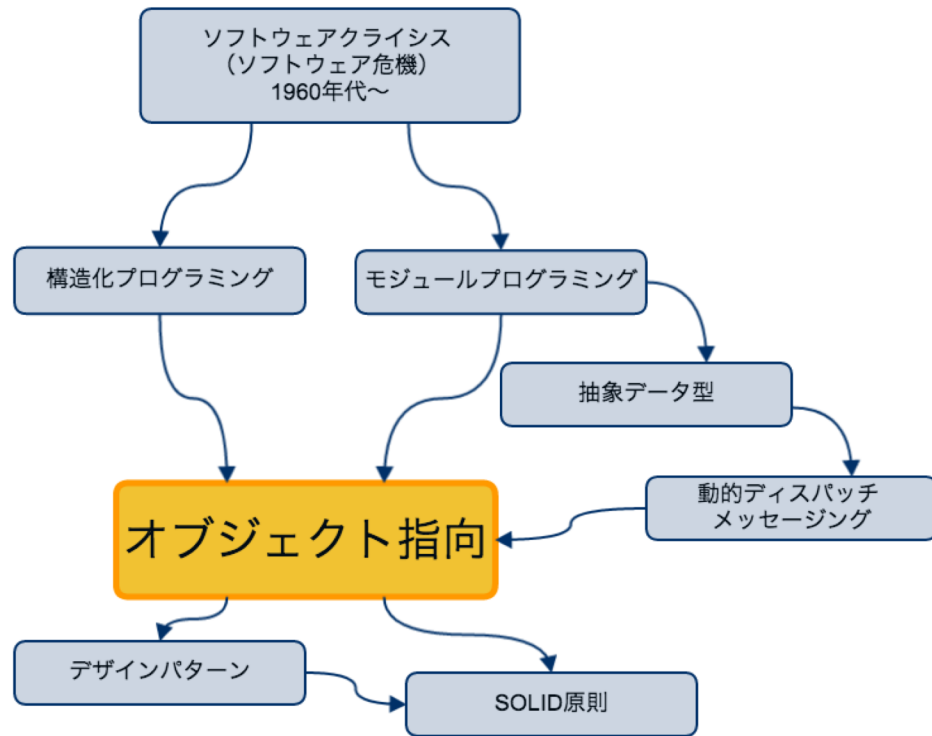 ソフトウェアクライシス
（ソフトウェア危機）
1960年代〜
構造化プログラミング
モジュールプログラミング
抽象データ型
動的ディスパッチ
メッセージング
オブジェクト指向
デザインパターン
SOLID原則